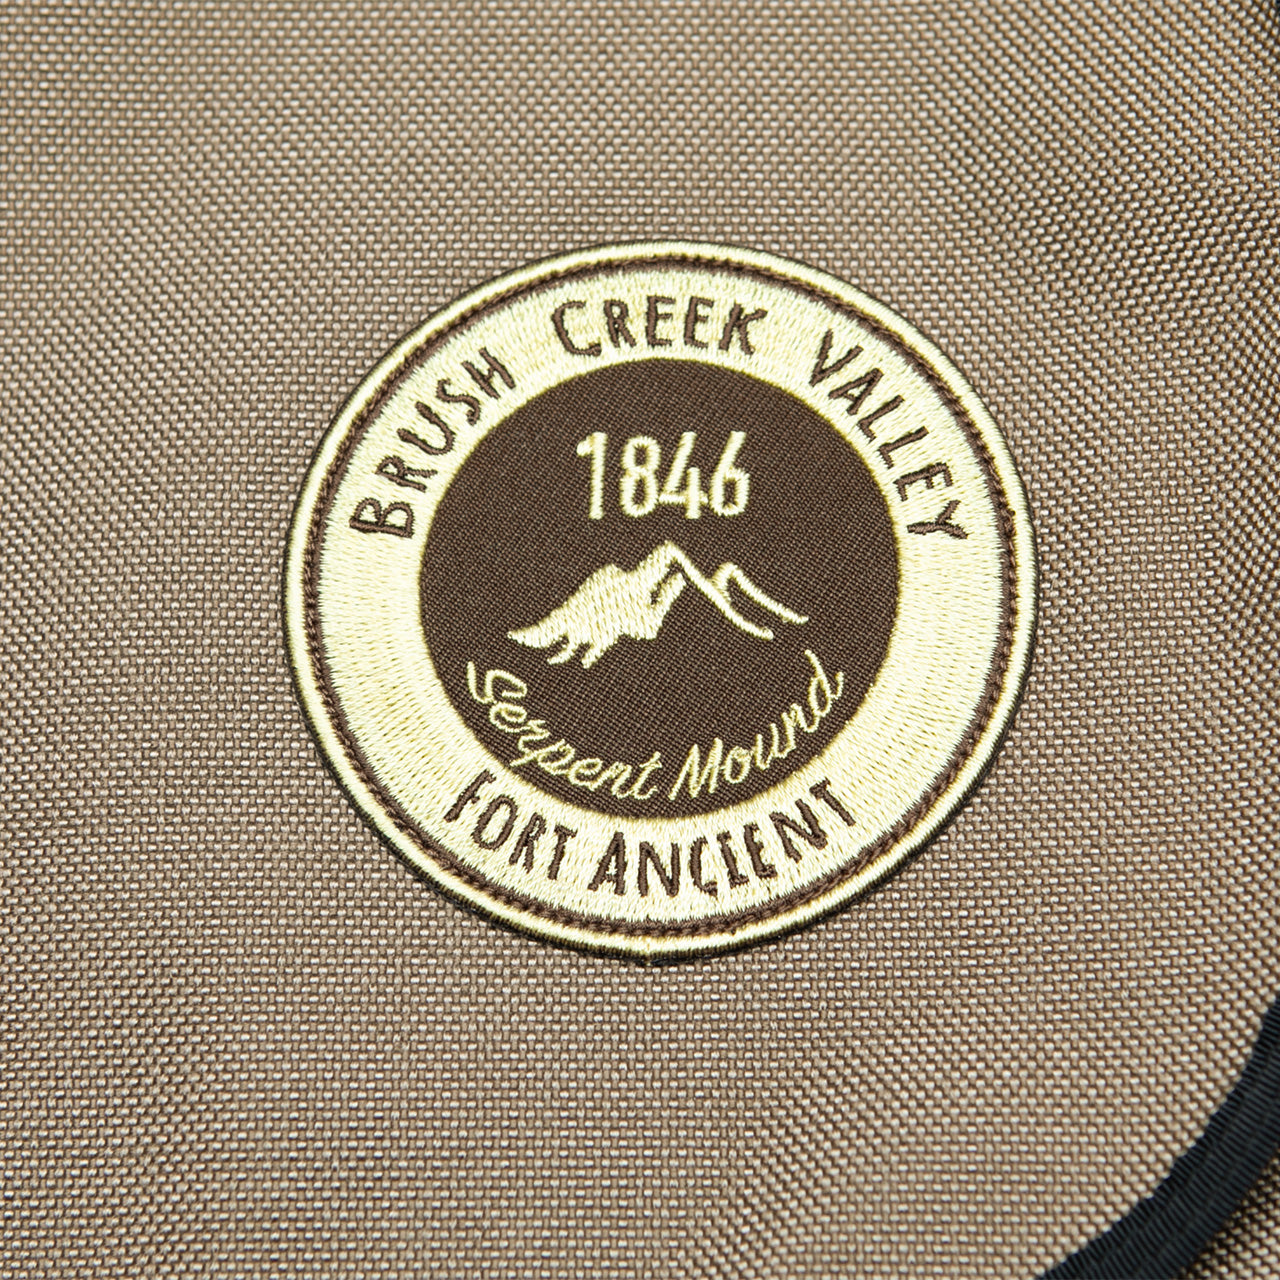 BRUSH CREEK VALLEY
1846
Serpent Mound
FORT ANCIENT